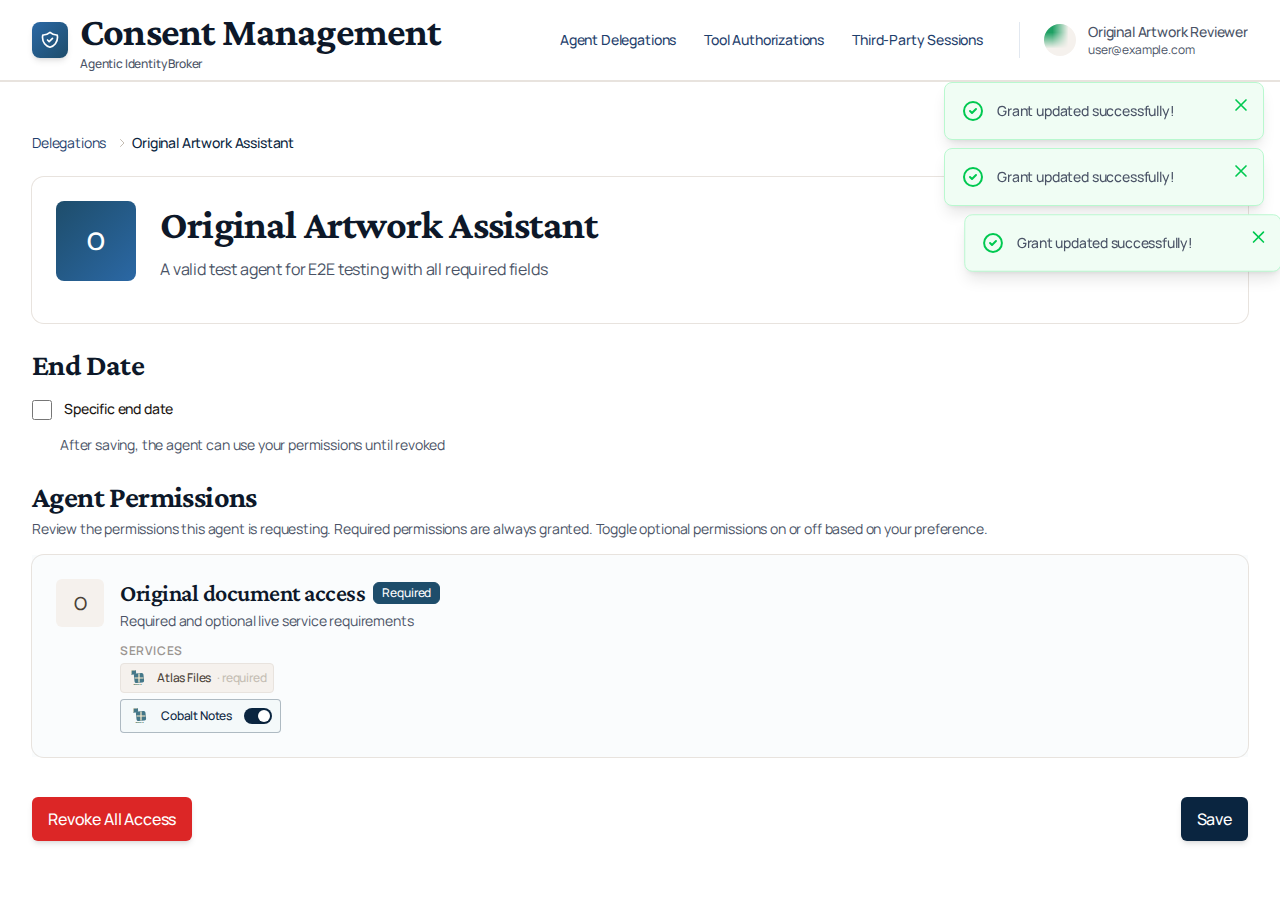 Consent Management
Agentic IdentityBroker
Agent Delegations
Tool Authorizations
Third-Party Sessions
Original Artwork Reviewer
user@example.com
Grant updated successfully!
Grant updated successfully!
Grant updated successfully!
Delegations
Original Artwork Assistant
O
Original Artwork Assistant
A valid test agent for E2E testing with all required fields
End Date
Specific end date
After saving, the agent can use your permissions until revoked
Agent Permissions
Review the permissions this agent is requesting. Required permissions are always granted. Toggle optional permissions on or off based on your preference.
O
Original document access
Required
Required and optional live service requirements
SERVICES
Atlas Files · required
Cobalt Notes
Revoke All Access
Save